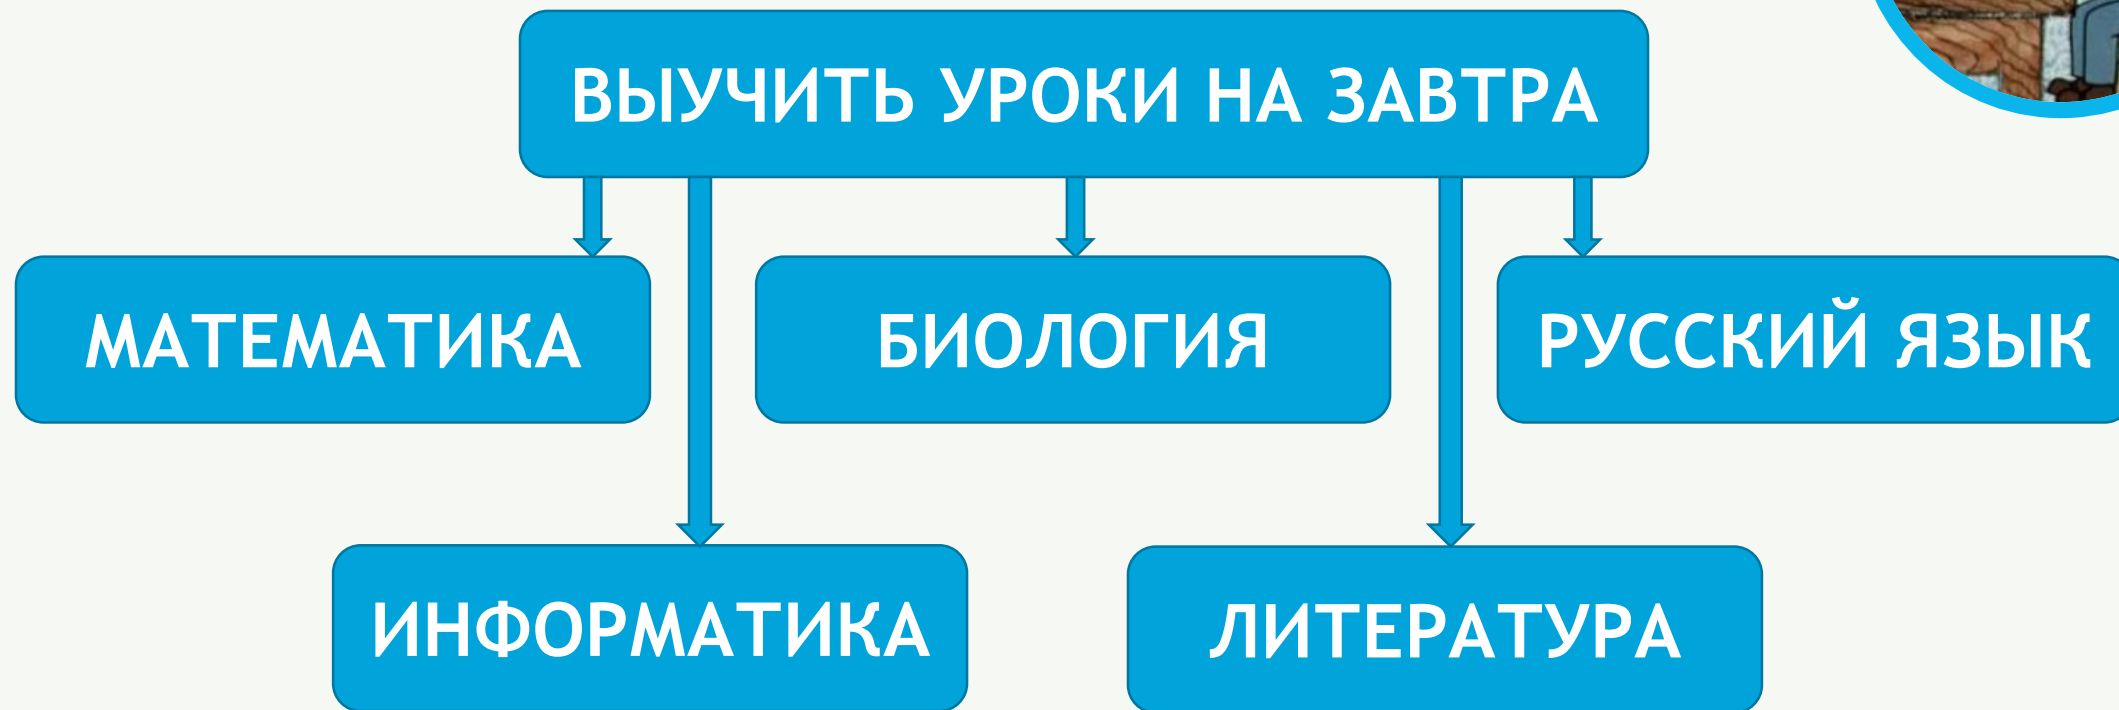 ВЫУЧИТЬ УРОКИ НА ЗАВТРА
МАТЕМАТИКА
БИОЛОГИЯ
РУССКИЙ ЯЗЫК
ИНФОРМАТИКА
ЛИТЕРАТУРА